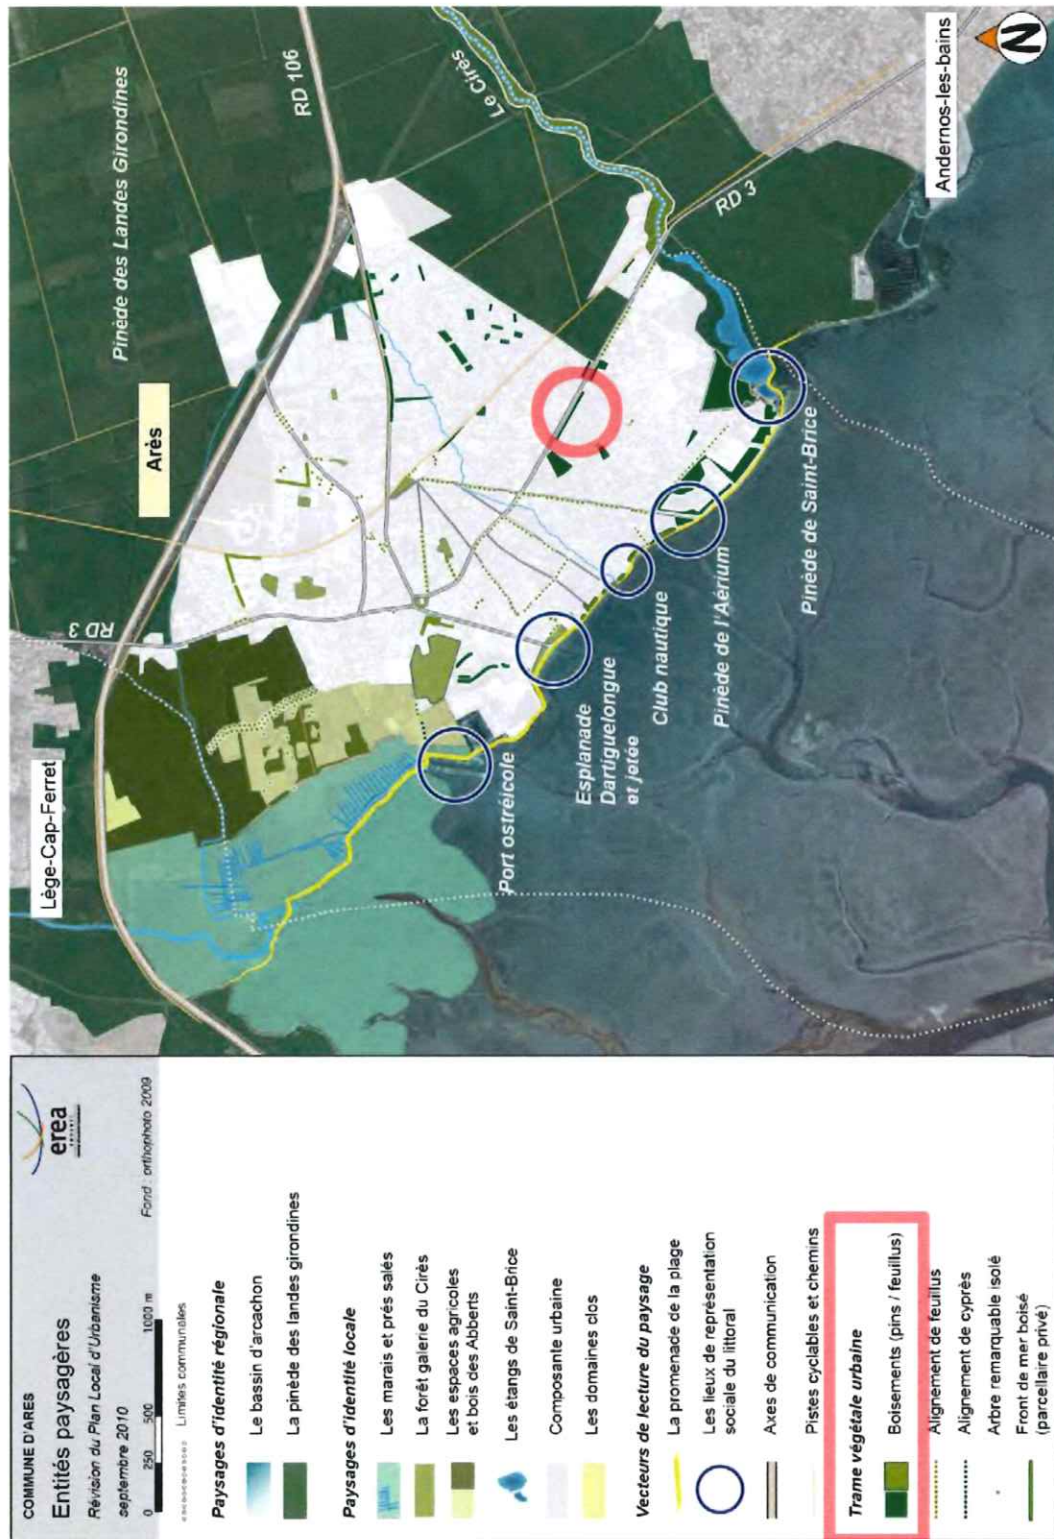 COMMUNE D'ARES
Entités paysagères
Révision du Plan Local d'Urbanisme
septembre 2010
erea
Fond : orthophoto 2009
0 250 500 1000 m
Limites communales
Paysages d'identité régionale
Le bassin d'arcachon
La pinède des landes girondines
Paysages d'identité locale
Les marais et prés salés
La forêt galerie du Cirès
Les espaces agricoles
et bois des Abberts
Les étangs de Saint-Brice
Composante urbaine
Les domaines clos
Vecteurs de lecture du paysage
La promenade de la plage
Les lieux de représentation
sociale du littoral
Axes de communication
Pistes cyclables et chemins
Trame végétale urbaine
Boisements (pins / feuillus)
Alignement de feuillus
Alignement de cyprès
Arbre remarquable isolé
Front de mer boisé
(parcellaire privé)
Lège-Cap-Ferret
RD 3
Arès
Pinède des Landes Girondines
RD 106
Le Cirès
RD 3
Andernos-les-bains
N
Port ostréicole
Esplanade
Dartiguelongue
et jetée
Club nautique
Pinède de l'Aérium
Pinède de Saint-Brice